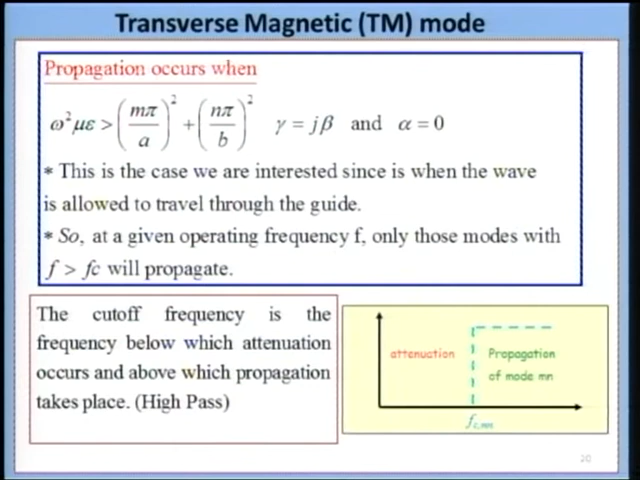 Transverse Magnetic (TM) mode
Propagation occurs when
ω²με > (mπ/a)² + (nπ/b)² γ = jβ and α = 0
* This is the case we are interested since is when the wave
is allowed to travel through the guide.
* So, at a given operating frequency f, only those modes with
f > fc will propagate.
The cutoff frequency is the
frequency below which attenuation
occurs and above which propagation
takes place. (High Pass)
attenuation
Propagation
of mode mn
fc,mn
20